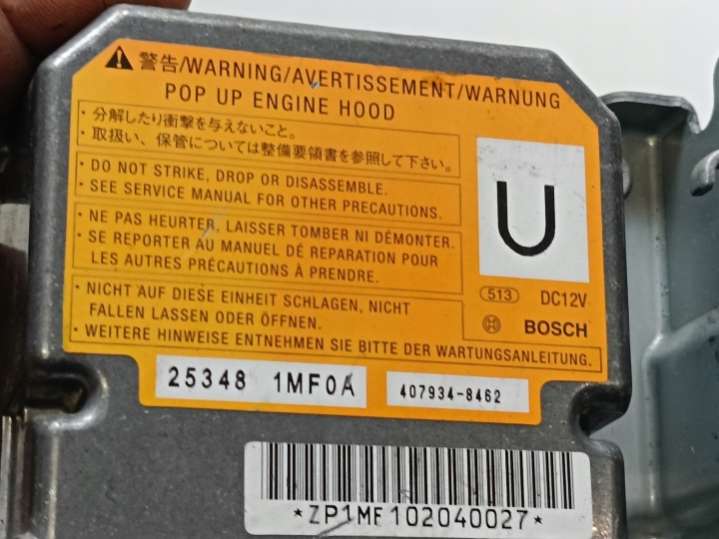 警告/WARNING/AVERTISSEMENT/WARNUNG
POP UP ENGINE HOOD
・分解したり衝撃を与えないこと。
・取扱い、保管については整備要領書を参照して下さい。
・DO NOT STRIKE, DROP OR DISASSEMBLE.
・SEE SERVICE MANUAL FOR OTHER PRECAUTIONS.
・NE PAS HEURTER, LAISSER TOMBER NI DÉMONTER.
・SE REPORTER AU MANUEL DE RÉPARATION POUR
LES AUTRES PRÉCAUTIONS À PRENDRE.
・NICHT AUF DIESE EINHEIT SCHLAGEN, NICHT
FALLEN LASSEN ODER ÖFFNEN.
・WEITERE HINWEISE ENTNEHMEN SIE BITTE DER WARTUNGSANLEITUNG.
U
513 DC12V
BOSCH
25348 1MF0A
407934-8462
*ZP1MF102040027*